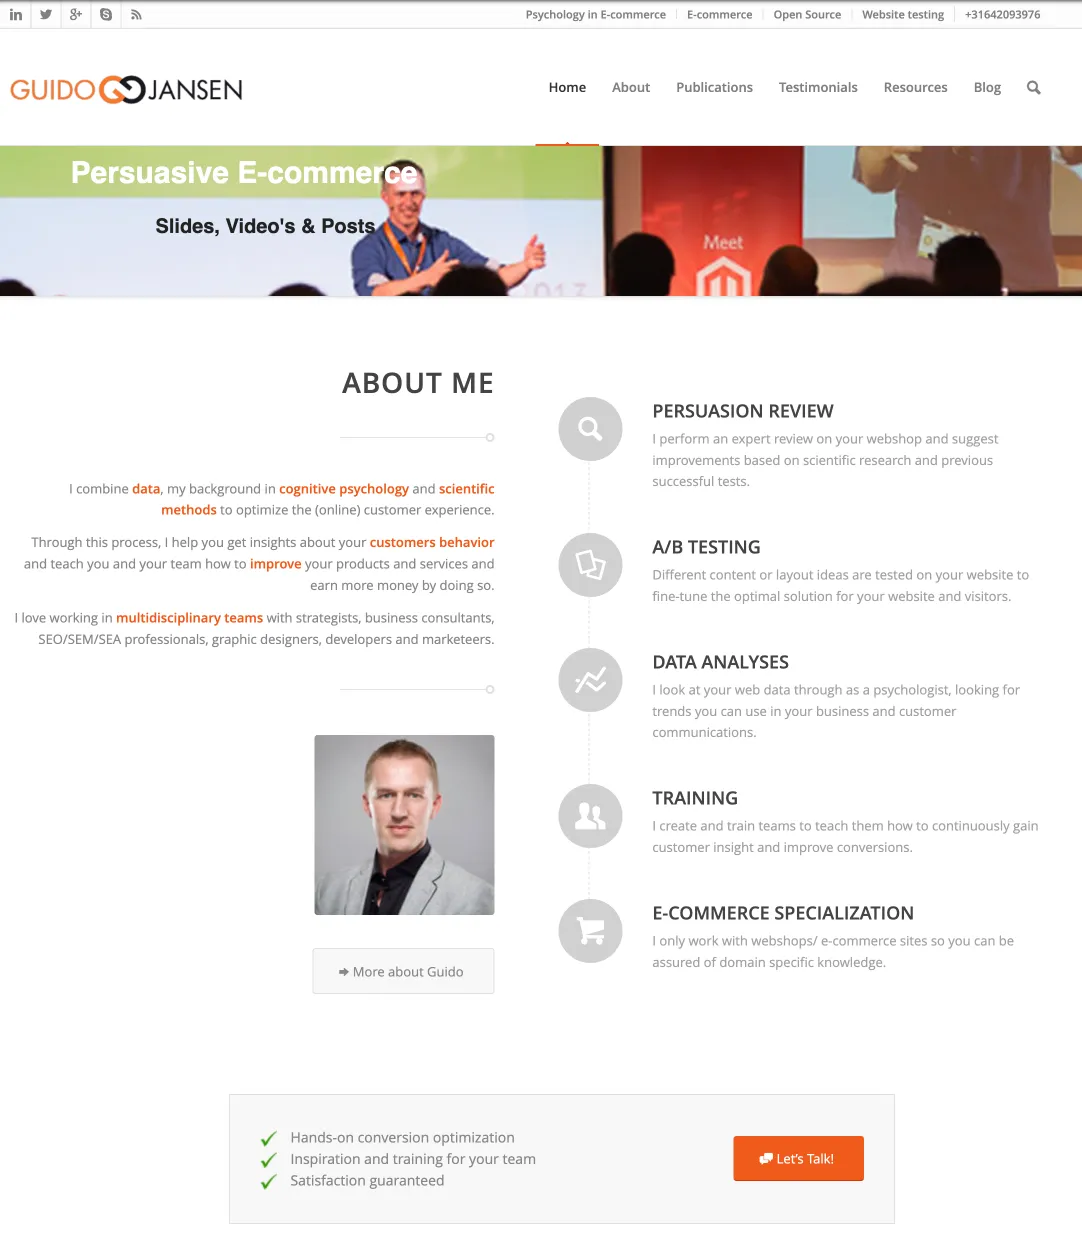 Psychology in E-commerce
E-commerce
Open Source
Website testing
+31642093976
GUIDO JANSEN
Home
About
Publications
Testimonials
Resources
Blog
Persuasive E-commerce
Slides, Video's & Posts
Meet
2013
ABOUT ME
I combine data, my background in cognitive psychology and scientific
methods to optimize the (online) customer experience.
Through this process, I help you get insights about your customers behavior
and teach you and your team how to improve your products and services and
earn more money by doing so.
I love working in multidisciplinary teams with strategists, business consultants,
SEO/SEM/SEA professionals, graphic designers, developers and marketeers.
More about Guido
PERSUASION REVIEW
I perform an expert review on your webshop and suggest
improvements based on scientific research and previous
successful tests.
A/B TESTING
Different content or layout ideas are tested on your website to
fine-tune the optimal solution for your website and visitors.
DATA ANALYSES
I look at your web data through as a psychologist, looking for
trends you can use in your business and customer
communications.
TRAINING
I create and train teams to teach them how to continuously gain
customer insight and improve conversions.
E-COMMERCE SPECIALIZATION
I only work with webshops/ e-commerce sites so you can be
assured of domain specific knowledge.
Hands-on conversion optimization
Inspiration and training for your team
Satisfaction guaranteed
Let's Talk!